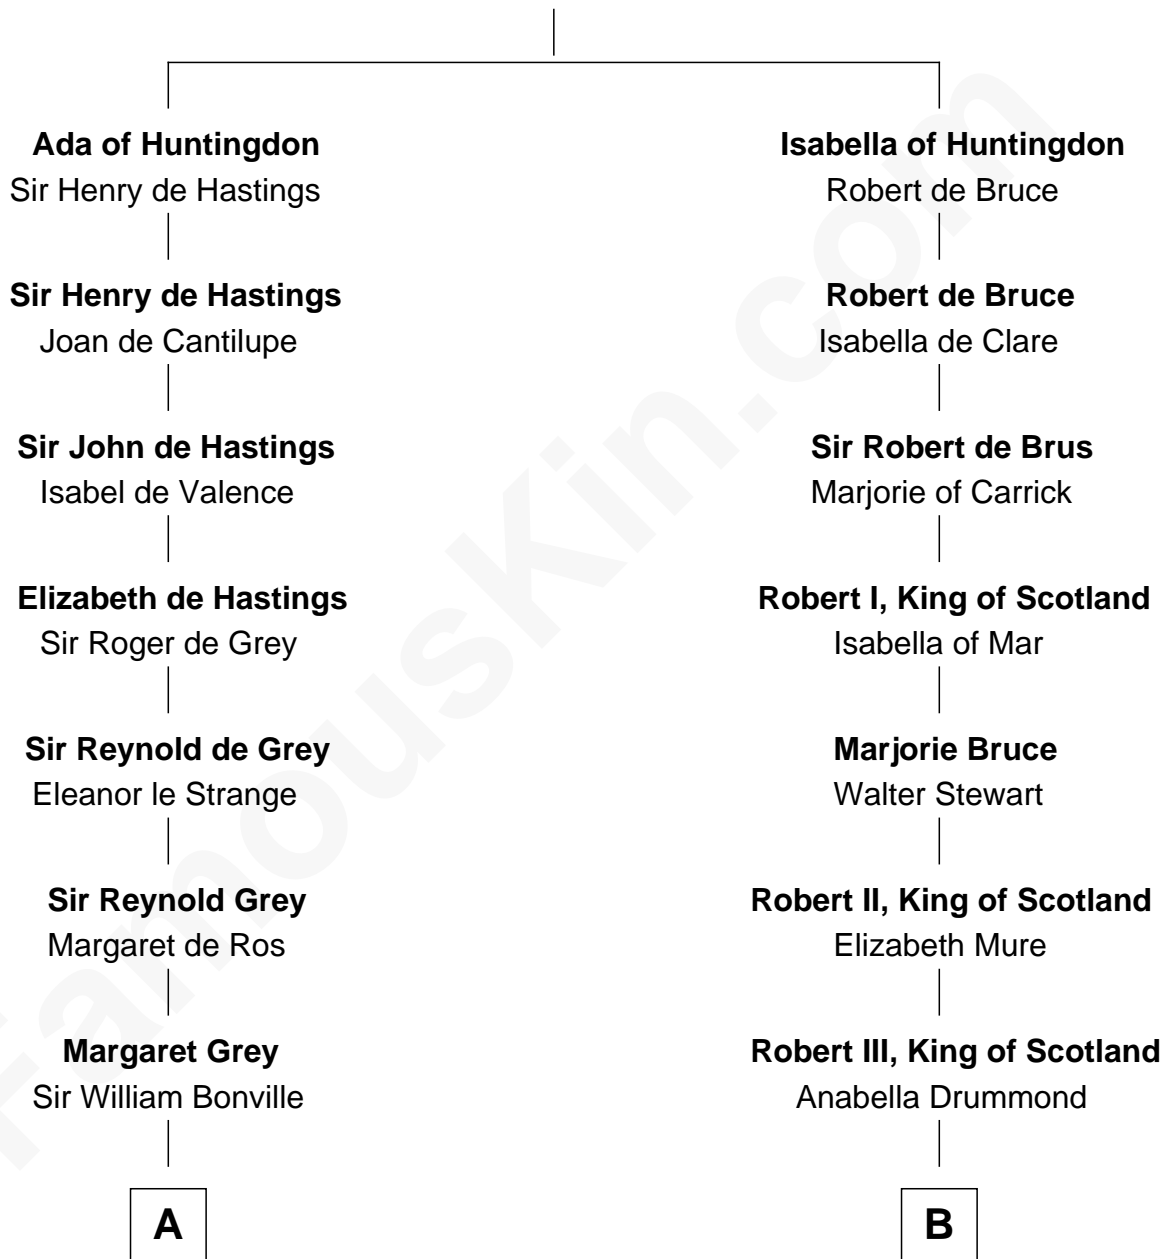 Ada of Huntingdon
Sir Henry de Hastings
Sir Henry de Hastings
Joan de Cantilupe
Sir John de Hastings
Isabel de Valence
Elizabeth de Hastings
Sir Roger de Grey
Sir Reynold de Grey
Eleanor le Strange
Sir Reynold Grey
Margaret de Ros
Margaret Grey
Sir William Bonville
A
Isabella of Huntingdon
Robert de Bruce
Robert de Bruce
Isabella de Clare
Sir Robert de Brus
Marjorie of Carrick
Robert I, King of Scotland
Isabella of Mar
Marjorie Bruce
Walter Stewart
Robert II, King of Scotland
Elizabeth Mure
Robert III, King of Scotland
Anabella Drummond
B
FamousKin.com